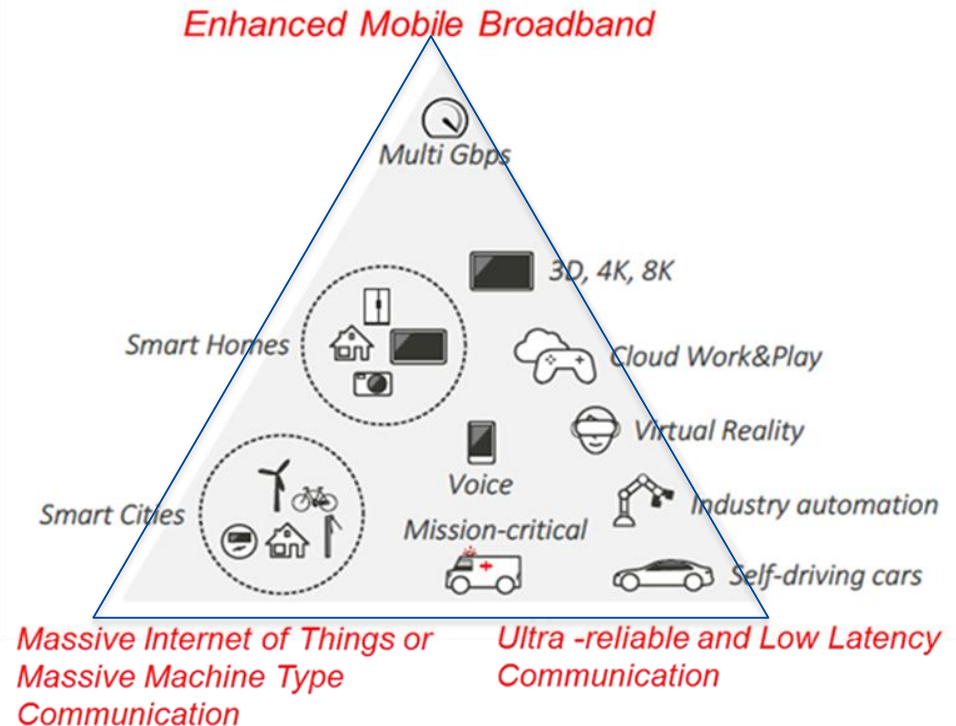 Enhanced Mobile Broadband
Multi Gbps
3D, 4K, 8K
Smart Homes
Cloud Work&Play
Virtual Reality
Voice
Industry automation
Smart Cities
Mission-critical
Self-driving cars
Massive Internet of Things or
Massive Machine Type
Communication
Ultra -reliable and Low Latency
Communication